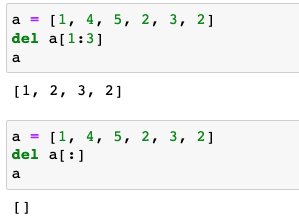 a = [1, 4, 5, 2, 3, 2]
del a[1:3]
a
[1, 2, 3, 2]
a = [1, 4, 5, 2, 3, 2]
del a[:]
a
[]